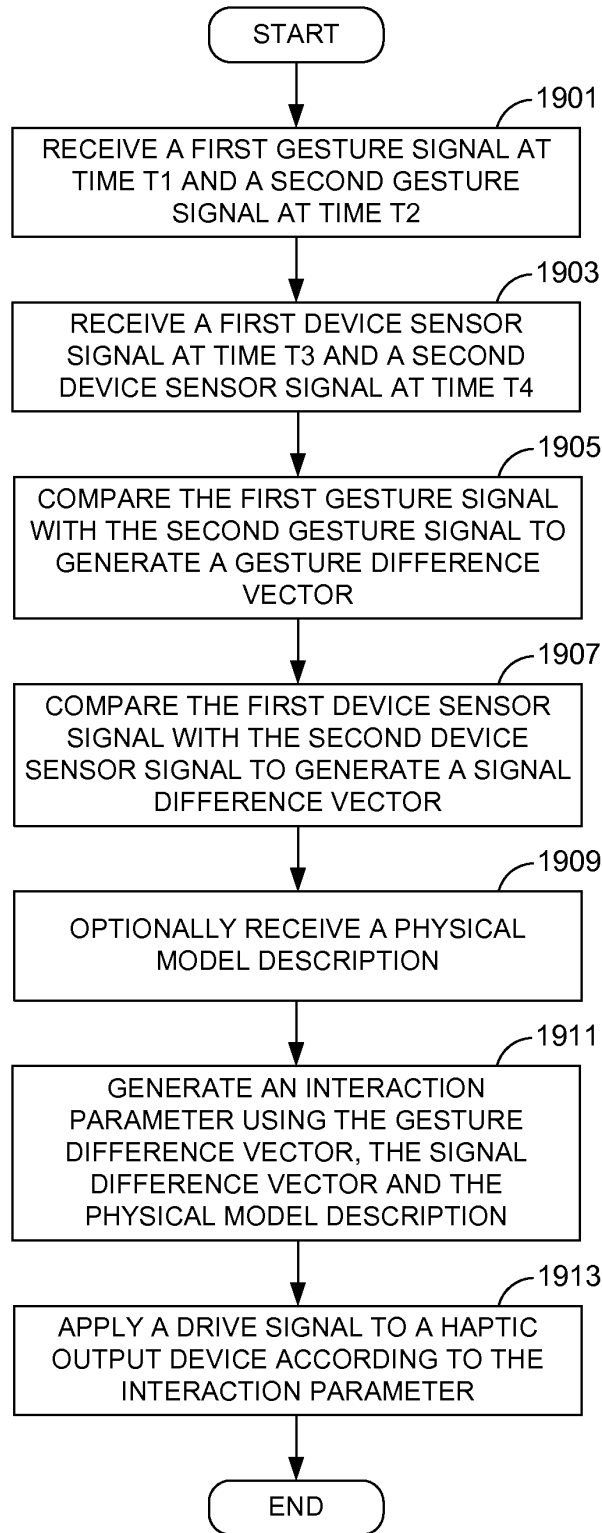 START
1901
RECEIVE A FIRST GESTURE SIGNAL AT
TIME T1 AND A SECOND GESTURE
SIGNAL AT TIME T2
1903
RECEIVE A FIRST DEVICE SENSOR
SIGNAL AT TIME T3 AND A SECOND
DEVICE SENSOR SIGNAL AT TIME T4
1905
COMPARE THE FIRST GESTURE SIGNAL
WITH THE SECOND GESTURE SIGNAL TO
GENERATE A GESTURE DIFFERENCE
VECTOR
1907
COMPARE THE FIRST DEVICE SENSOR
SIGNAL WITH THE SECOND DEVICE
SENSOR SIGNAL TO GENERATE A SIGNAL
DIFFERENCE VECTOR
1909
OPTIONALLY RECEIVE A PHYSICAL
MODEL DESCRIPTION
1911
GENERATE AN INTERACTION
PARAMETER USING THE GESTURE
DIFFERENCE VECTOR, THE SIGNAL
DIFFERENCE VECTOR AND THE
PHYSICAL MODEL DESCRIPTION
1913
APPLY A DRIVE SIGNAL TO A HAPTIC
OUTPUT DEVICE ACCORDING TO THE
INTERACTION PARAMETER
END